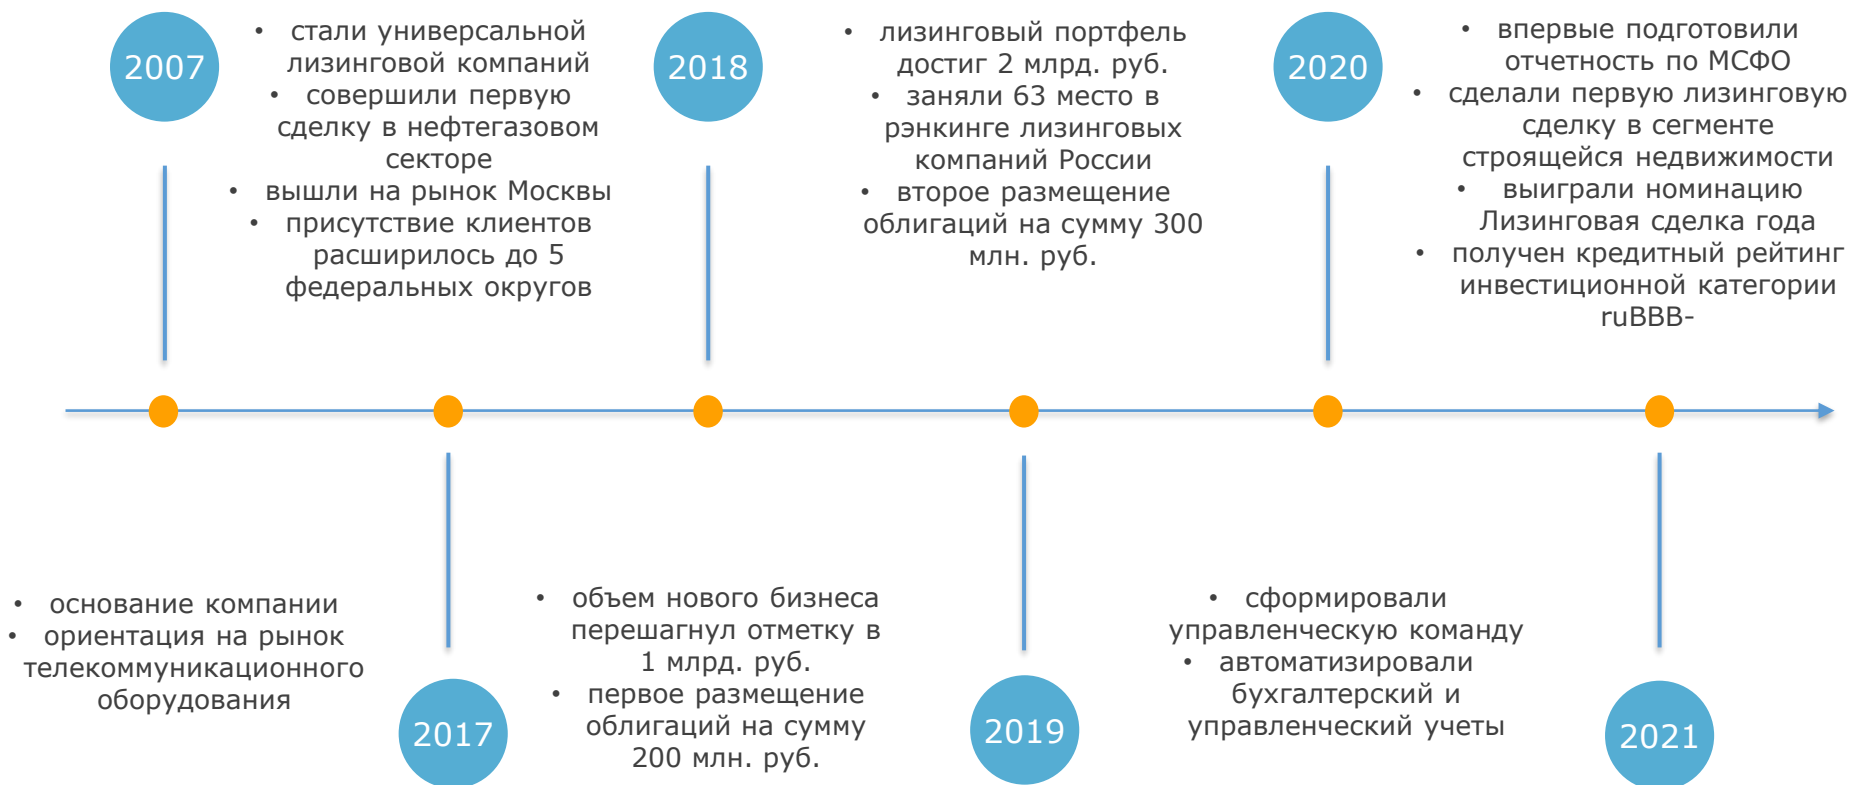 2007
• стали универсальной
лизинговой компаний
• совершили первую
сделку в нефтегазовом
секторе
• вышли на рынок Москвы
• присутствие клиентов
расширилось до 5
федеральных округов
2018
• лизинговый портфель
достиг 2 млрд. руб.
• заняли 63 место в
рэнкинге лизинговых
компаний России
• второе размещение
облигаций на сумму 300
млн. руб.
2020
• впервые подготовили
отчетность по МСФО
• сделали первую лизинговую
сделку в сегменте
строящейся недвижимости
• выиграли номинацию
Лизинговая сделка года
• получен кредитный рейтинг
инвестиционной категории
ruBBB-
• основание компании
• ориентация на рынок
телекоммуникационного
оборудования
2017
• объем нового бизнеса
перешагнул отметку в
1 млрд. руб.
• первое размещение
облигаций на сумму
200 млн. руб.
2019
• сформировали
управленческую команду
• автоматизировали
бухгалтерский и
управленческий учеты
2021